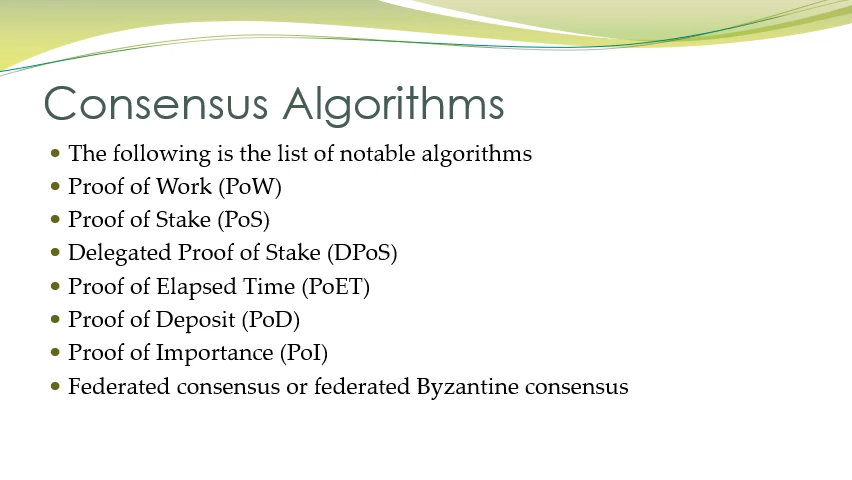 Consensus Algorithms
• The following is the list of notable algorithms
• Proof of Work (PoW)
• Proof of Stake (PoS)
• Delegated Proof of Stake (DPoS)
• Proof of Elapsed Time (PoET)
• Proof of Deposit (PoD)
• Proof of Importance (PoI)
• Federated consensus or federated Byzantine consensus